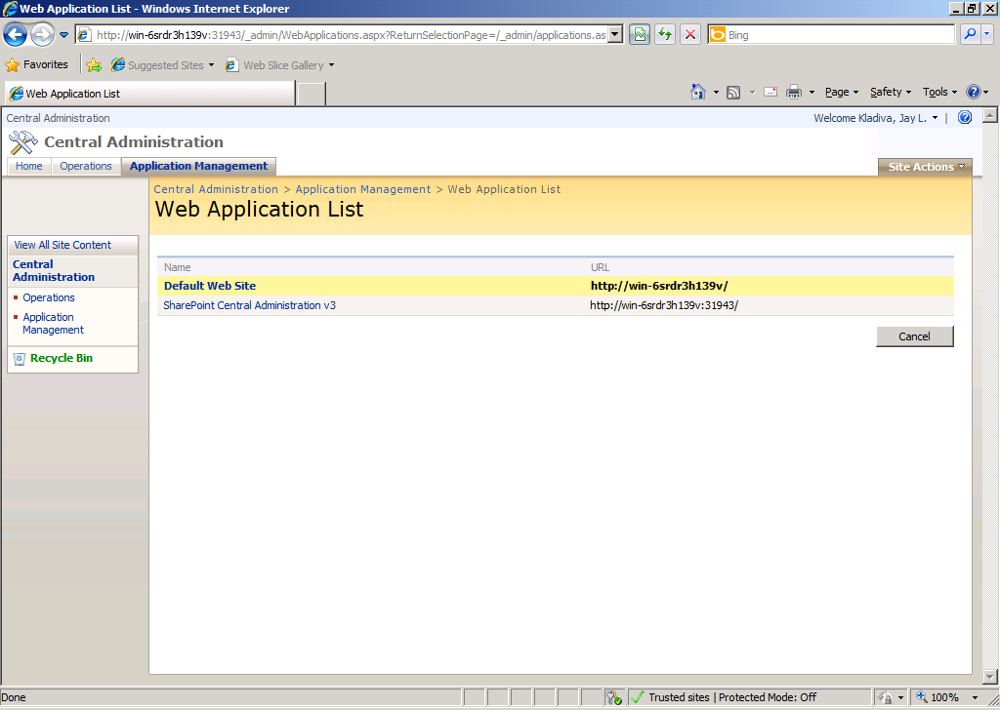 Web Application List - Windows Internet Explorer
http://win-6srdr3h139v:31943/_admin/WebApplications.aspx?ReturnSelectionPage=/_admin/applications.as
Bing
Favorites
Suggested Sites
Web Slice Gallery
Web Application List
Page
Safety
Tools
Central Administration
Welcome Kladiva, Jay L.
Central Administration
Home
Operations
Application Management
Site Actions
Central Administration > Application Management > Web Application List
Web Application List
View All Site Content
Central
Administration
Operations
Application
Management
Recycle Bin
Name URL
Default Web Site http://win-6srdr3h139v/
SharePoint Central Administration v3 http://win-6srdr3h139v:31943/
Cancel
Done
Trusted sites | Protected Mode: Off
100%